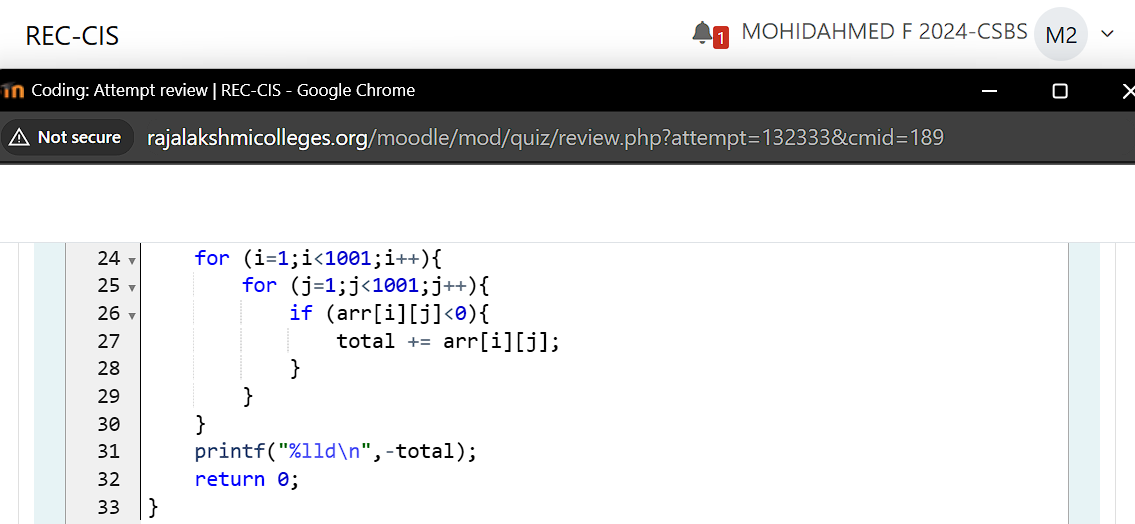 REC-CIS
1 MOHIDAHMED F 2024-CSBS M2
Coding: Attempt review | REC-CIS - Google Chrome
Not secure rajalakshmicolleges.org/moodle/mod/quiz/review.php?attempt=132333&cmid=189
24 for (i=1;i<1001;i++){
25 for (j=1;j<1001;j++){
26 if (arr[i][j]<0){
27 total += arr[i][j];
28 }
29 }
30 }
31 printf("%lld\n",-total);
32 return 0;
33 }